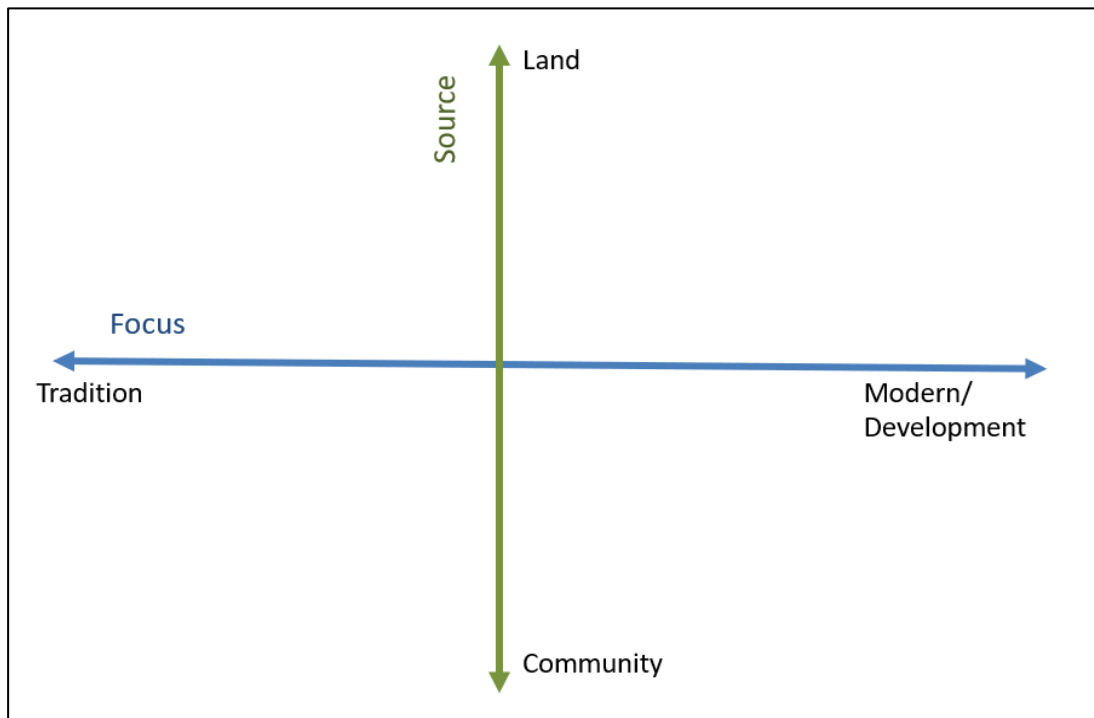 Land
Source
Focus
Tradition
Modern/
Development
Community